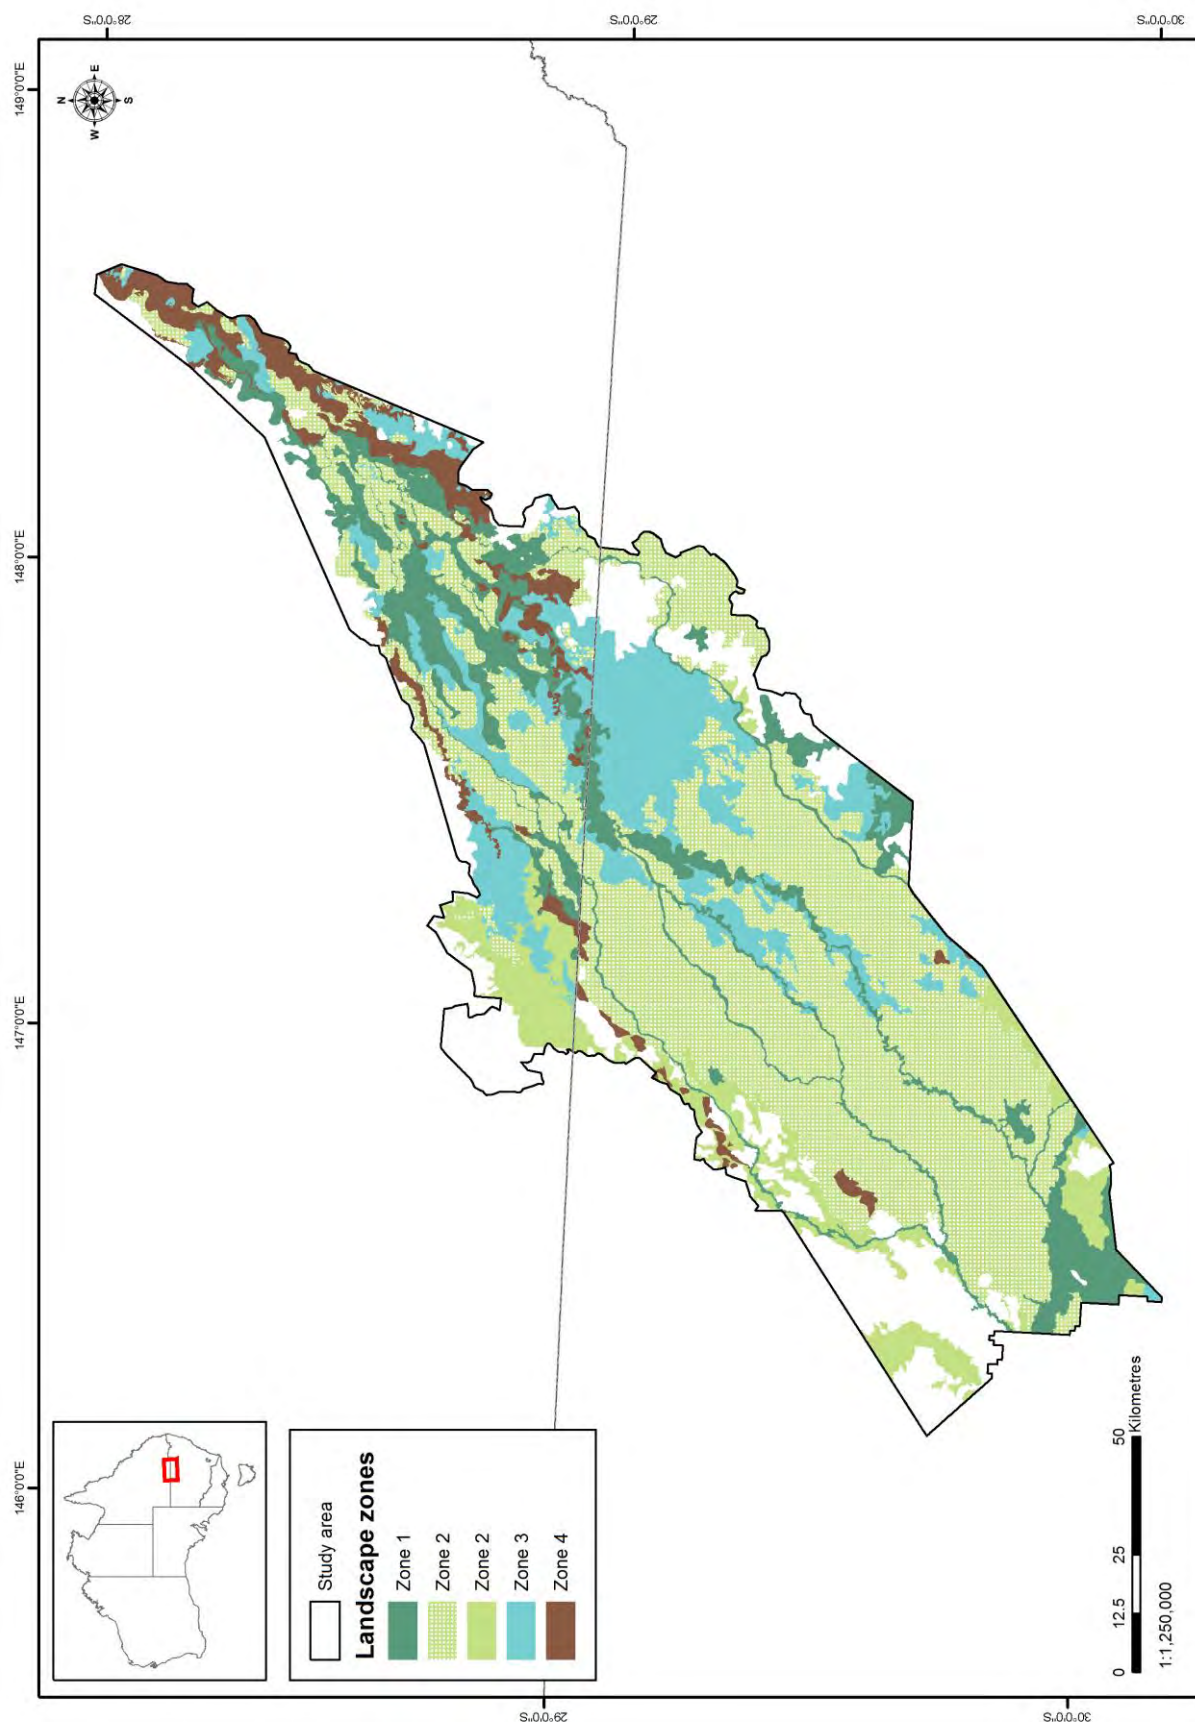 146°0'0"E
147°0'0"E
148°0'0"E
149°0'0"E
28°0'0"S
29°0'0"S
30°0'0"S
29°0'0"S
30°0'0"S
N
W
E
S
Study area
Landscape zones
Zone 1
Zone 2
Zone 2
Zone 3
Zone 4
0
12.5
25
50
Kilometres
1:1,250,000